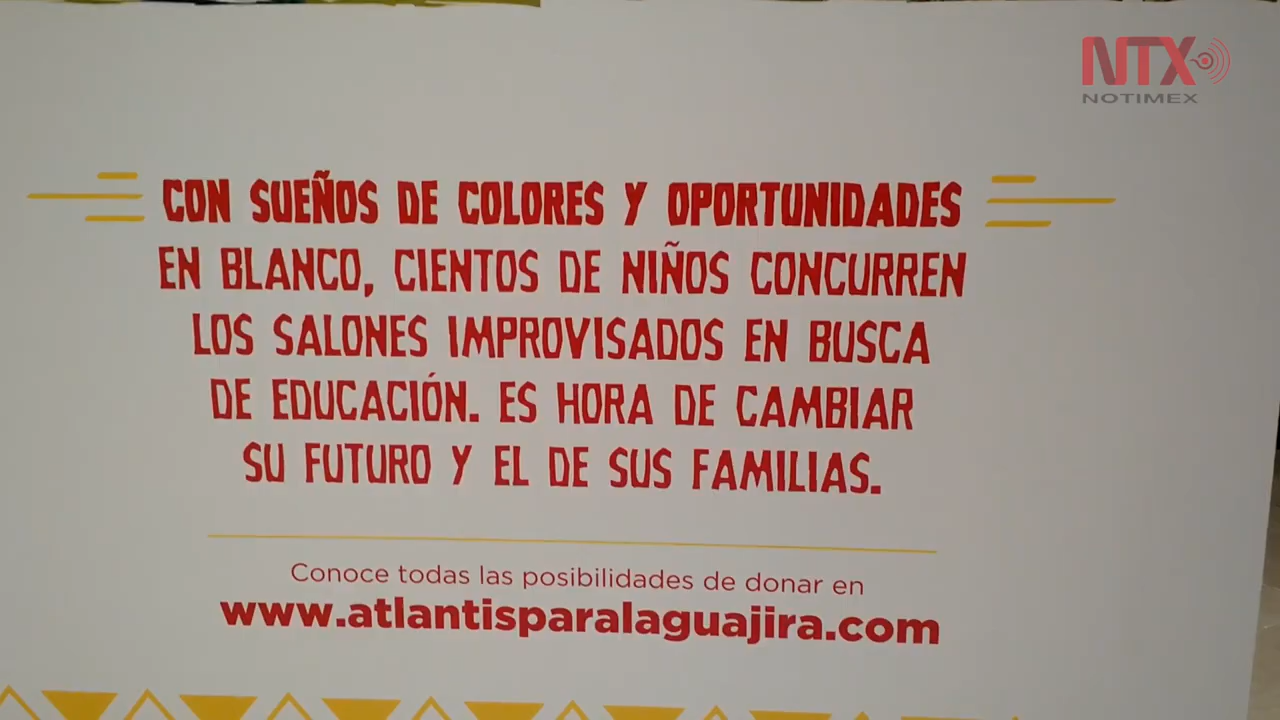 NTX
NOTIMEX
CON SUEÑOS DE COLORES Y OPORTUNIDADES
EN BLANCO, CIENTOS DE NIÑOS CONCURREN
LOS SALONES IMPROVISADOS EN BUSCA
DE EDUCACIÓN. ES HORA DE CAMBIAR
SU FUTURO Y EL DE SUS FAMILIAS.
Conoce todas las posibilidades de donar en
www.atlantisparalaguajira.com